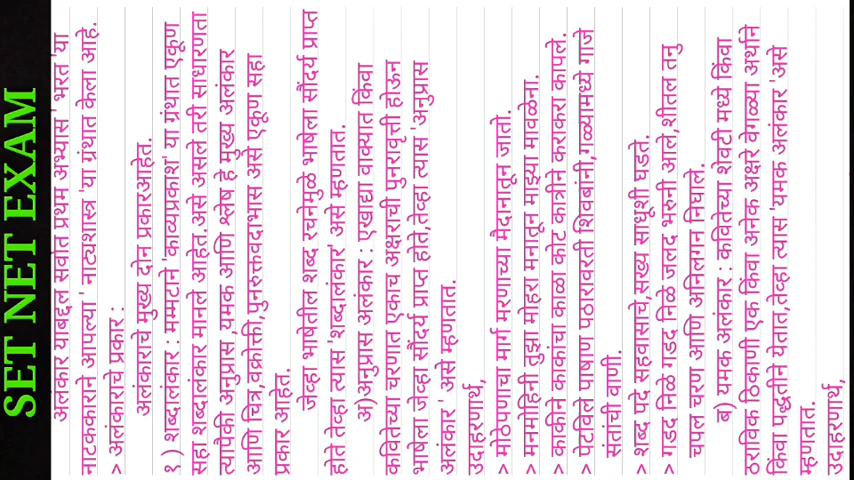 SET NET EXAM
अलंकार याबद्दल सर्वात प्रथम अभ्यास' भरत 'या
नाटककाराने आपल्या ' नाट्यशास्त्र 'या ग्रंथात केला आहे.
> अलंकाराचे प्रकार :
अलंकाराचे मुख्य दोन प्रकारआहेत.
१ ) शब्दालंकार : मम्मटाने 'काव्यप्रकाश' या ग्रंथात एकूण
सहा शब्दालंकार मानले आहेत.असे असले तरी साधारणता
त्यापैकी अनुप्रास ,यमक आणि श्लेष हे मुख्य अलंकार
आणि चित्र,वक्रोक्ती,पुनरुक्तवदाभास असे एकूण सहा
प्रकार आहेत.
जेव्हा भाषेतील शब्द रचनेमुळे भाषेला सौंदर्य प्राप्त
होते तेव्हा त्यास 'शब्दालंकार' असे म्हणतात.
अ)अनुप्रास अलंकार : एखाद्या वाक्यात किंवा
कवितेच्या चरणात एकाच अक्षराची पुनरावृत्ती होऊन
भाषेला जेव्हा सौंदर्य प्राप्त होते,तेव्हा त्यास 'अनुप्रास
अलंकार ' असे म्हणतात.
उदाहरणार्थ,
> मोठेपणाचा मार्ग मरणाच्या मैदानातून जातो.
> मनमोहिनी तुझा मोहरा मनातून माझ्या मावळेना.
> काकीने काकांचा काळा कोट कात्रीने कराकरा कापले.
> पेटविले पाषाण पठारावरती शिवबांनी,गळ्यामध्ये गाजे
संतांची वाणी.
> शब्द पदे सहवासाचे,सख्य साधूशी घडते.
> गडद निळे गडद निळे जलद भरुनी आले,शीतल तनु
चपल चरण आणि अनिलगन निघाले.
ब) यमक अलंकार : कवितेच्या शेवटी मध्ये किंवा
ठराविक ठिकाणी एक किंवा अनेक अक्षरे वेगळ्या अर्थाने
किंवा पद्धतीने येतात,तेव्हा त्यास 'यमक अलंकार 'असे
म्हणतात.
उदाहरणार्थ,